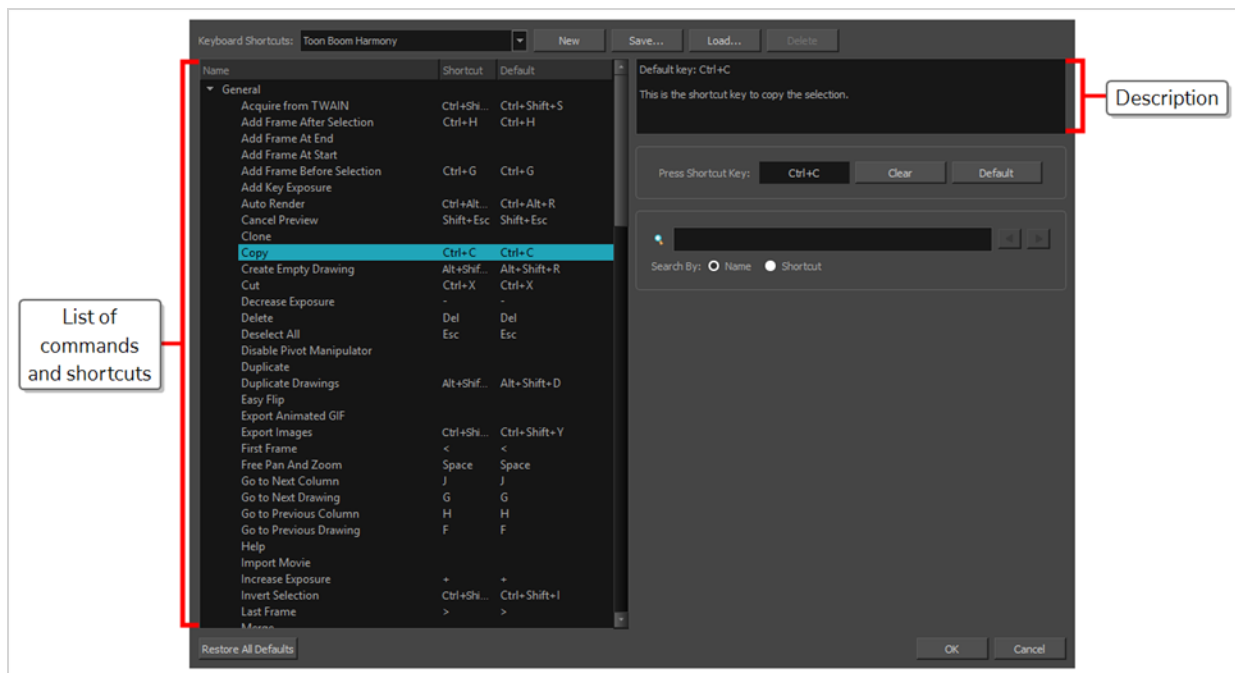 Keyboard Shortcuts: Toon Boom Harmony New Save... Load... Delete
Name Shortcut Default
General
Acquire from TWAIN Ctrl+Shi... Ctrl+Shift+S
Add Frame After Selection Ctrl+H Ctrl+H
Add Frame At End
Add Frame At Start
Add Frame Before Selection Ctrl+G Ctrl+G
Add Key Exposure
Auto Render Ctrl+Alt... Ctrl+Alt+R
Cancel Preview Shift+Esc Shift+Esc
Clone
Copy Ctrl+C Ctrl+C
Create Empty Drawing Alt+Shif... Alt+Shift+R
Cut Ctrl+X Ctrl+X
Decrease Exposure - -
Delete Del Del
Deselect All Esc Esc
Disable Pivot Manipulator
Duplicate
Duplicate Drawings Alt+Shif... Alt+Shift+D
Easy Flip
Export Animated GIF
Export Images Ctrl+Shi... Ctrl+Shift+Y
First Frame < <
Free Pan And Zoom Space Space
Go to Next Column J J
Go to Next Drawing G G
Go to Previous Column H H
Go to Previous Drawing F F
Help
Import Movie
Increase Exposure + +
Invert Selection Ctrl+Shi... Ctrl+Shift+I
Last Frame > >
Merge
Default key: Ctrl+C
This is the shortcut key to copy the selection.
Press Shortcut Key: Ctrl+C Clear Default
Search By: Name Shortcut
Restore All Defaults OK Cancel
List of
commands
and shortcuts
Description